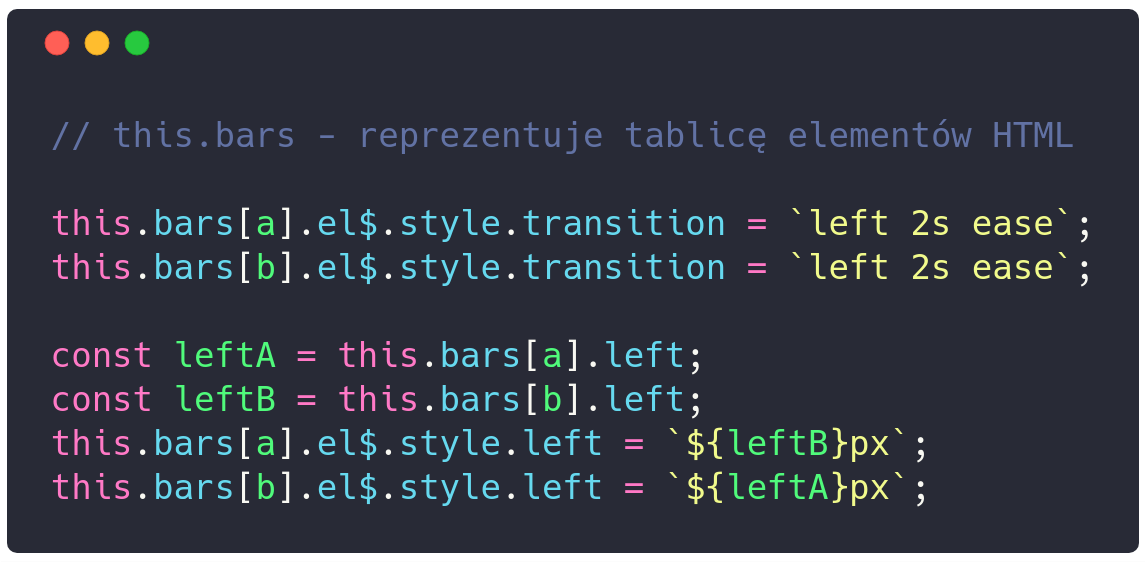 // this.bars - reprezentuje tablicę elementów HTML
this.bars[a].el$.style.transition = `left 2s ease`;
this.bars[b].el$.style.transition = `left 2s ease`;
const leftA = this.bars[a].left;
const leftB = this.bars[b].left;
this.bars[a].el$.style.left = `${leftB}px`;
this.bars[b].el$.style.left = `${leftA}px`;